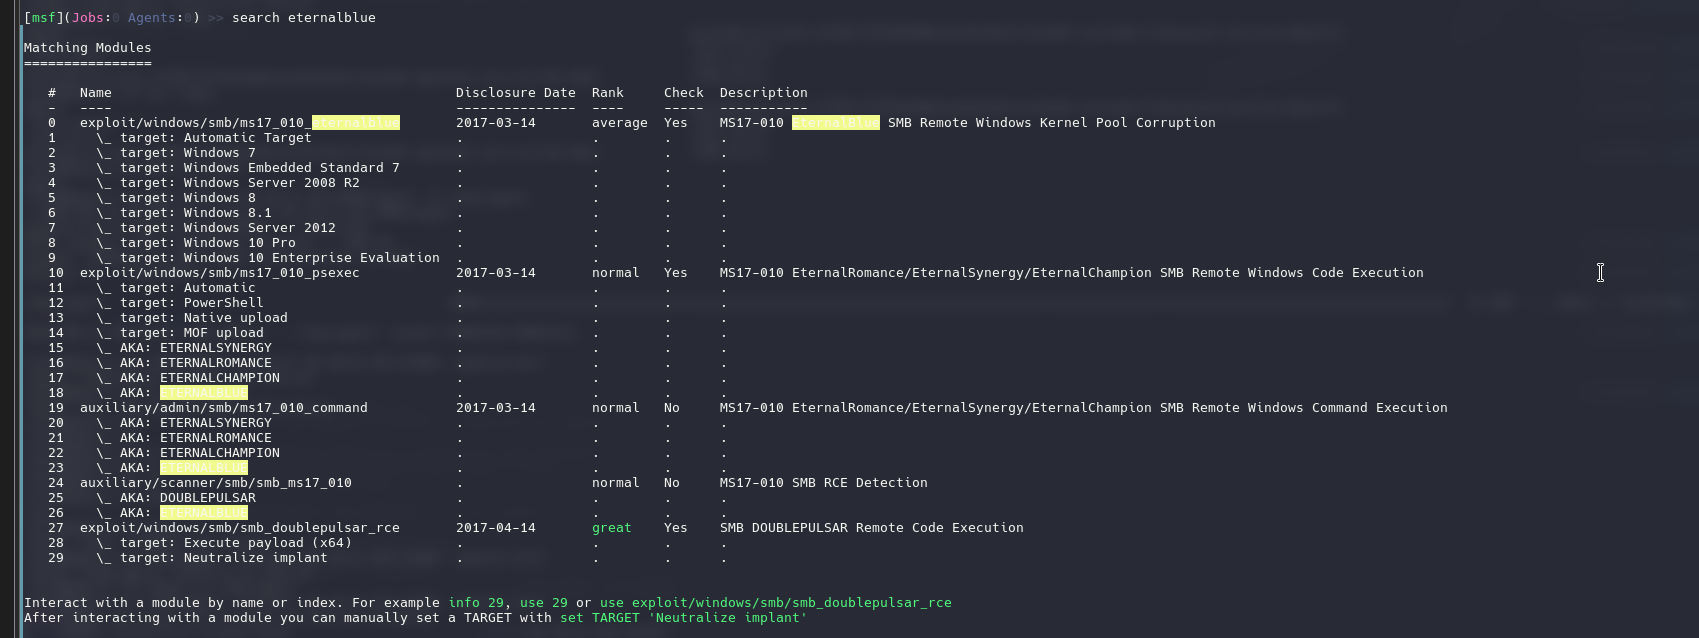 [msf](Jobs:0 Agents:0) >> search eternalblue
Matching Modules
================
#  Name  Disclosure Date  Rank  Check  Description
-  ----  ---------------  ----  -----  -----------
0  exploit/windows/smb/ms17_010_eternalblue  2017-03-14  average  Yes  MS17-010 EternalBlue SMB Remote Windows Kernel Pool Corruption
1  \_ target: Automatic Target  .  .  .  .
2  \_ target: Windows 7  .  .  .  .
3  \_ target: Windows Embedded Standard 7  .  .  .  .
4  \_ target: Windows Server 2008 R2  .  .  .  .
5  \_ target: Windows 8  .  .  .  .
6  \_ target: Windows 8.1  .  .  .  .
7  \_ target: Windows Server 2012  .  .  .  .
8  \_ target: Windows 10 Pro  .  .  .  .
9  \_ target: Windows 10 Enterprise Evaluation  .  .  .  .
10  exploit/windows/smb/ms17_010_psexec  2017-03-14  normal  Yes  MS17-010 EternalRomance/EternalSynergy/EternalChampion SMB Remote Windows Code Execution
11  \_ target: Automatic  .  .  .  .
12  \_ target: PowerShell  .  .  .  .
13  \_ target: Native upload  .  .  .  .
14  \_ target: MOF upload  .  .  .  .
15  \_ AKA: ETERNALSYNERGY  .  .  .  .
16  \_ AKA: ETERNALROMANCE  .  .  .  .
17  \_ AKA: ETERNALCHAMPION  .  .  .  .
18  \_ AKA: ETERNALBLUE  .  .  .  .
19  auxiliary/admin/smb/ms17_010_command  2017-03-14  normal  No  MS17-010 EternalRomance/EternalSynergy/EternalChampion SMB Remote Windows Command Execution
20  \_ AKA: ETERNALSYNERGY  .  .  .  .
21  \_ AKA: ETERNALROMANCE  .  .  .  .
22  \_ AKA: ETERNALCHAMPION  .  .  .  .
23  \_ AKA: ETERNALBLUE  .  .  .  .
24  auxiliary/scanner/smb/smb_ms17_010  .  normal  No  MS17-010 SMB RCE Detection
25  \_ AKA: DOUBLEPULSAR  .  .  .  .
26  \_ AKA: ETERNALBLUE  .  .  .  .
27  exploit/windows/smb/smb_doublepulsar_rce  2017-04-14  great  Yes  SMB DOUBLEPULSAR Remote Code Execution
28  \_ target: Execute payload (x64)  .  .  .  .
29  \_ target: Neutralize implant  .  .  .  .
Interact with a module by name or index. For example info 29, use 29 or use exploit/windows/smb/smb_doublepulsar_rce
After interacting with a module you can manually set a TARGET with set TARGET 'Neutralize implant'